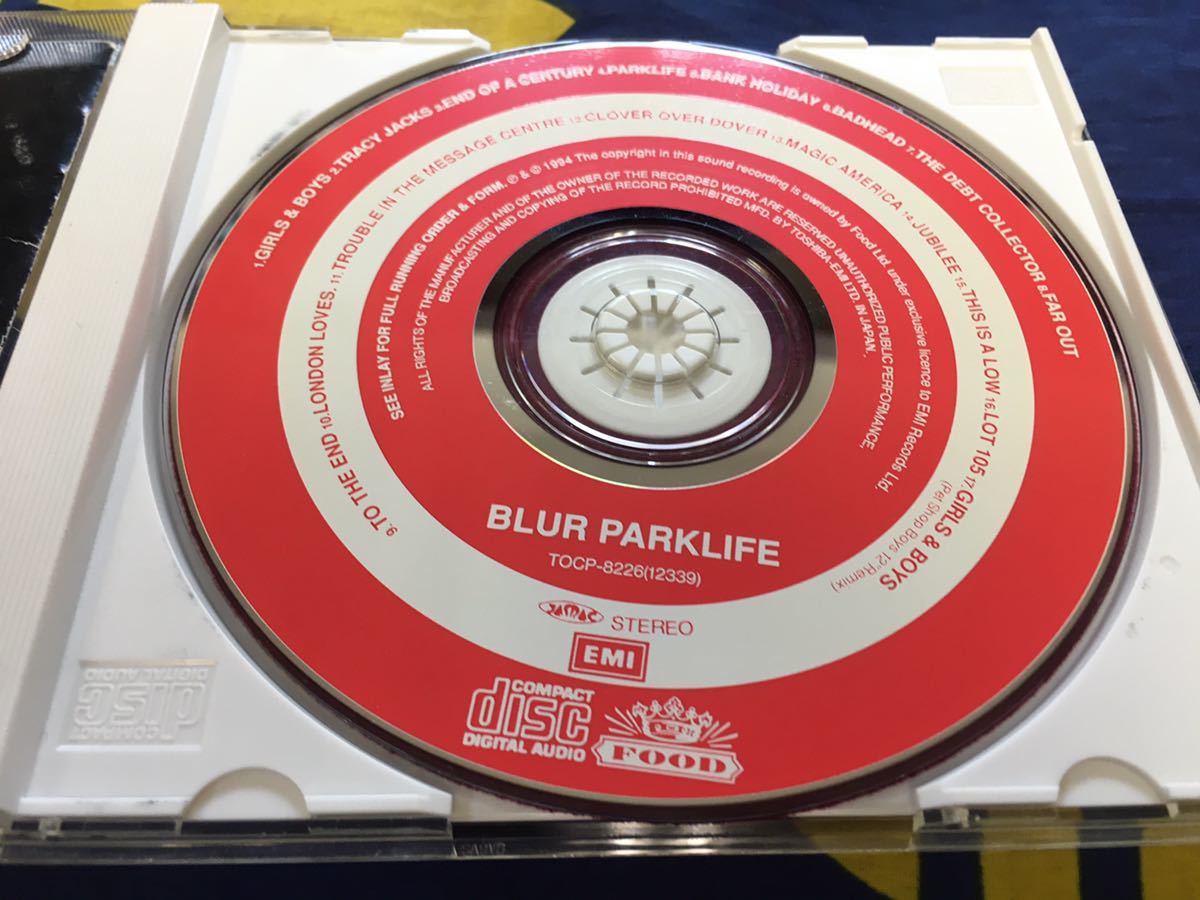 1.GIRLS & BOYS 2.TRACY JACKS 3.END OF A CENTURY 4.PARKLIFE 5.BANK HOLIDAY 6.BADHEAD 7.THE DEBT COLLECTOR 8.FAR OUT
9.TO THE END 10.LONDON LOVES. 11.TROUBLE IN THE MESSAGE CENTRE 12.CLOVER OVER DOVER 13.MAGIC AMERICA 14.JUBILEE 15.THIS IS A LOW 16.LOT 105 17.GIRLS & BOYS
(Pet Shop Boys 12" Remix)
SEE INLAY FOR FULL RUNNING ORDER & FORM. ℗ & © 1994 The copyright in this sound recording is owned by Food Ltd. under exclusive licence to EMI Records Ltd.
ALL RIGHTS OF THE MANUFACTURER AND OF THE OWNER OF THE RECORDED WORK ARE RESERVED UNAUTHORIZED PUBLIC PERFORMANCE,
BROADCASTING AND COPYING OF THE RECORD PROHIBITED MFD. BY TOSHIBA-EMI LTD. IN JAPAN.
BLUR PARKLIFE
TOCP-8226(12339)
JASRAC STEREO
EMI
COMPACT
disc
DIGITAL AUDIO
FOOD
COMPACT
disc
DIGITAL AUDIO